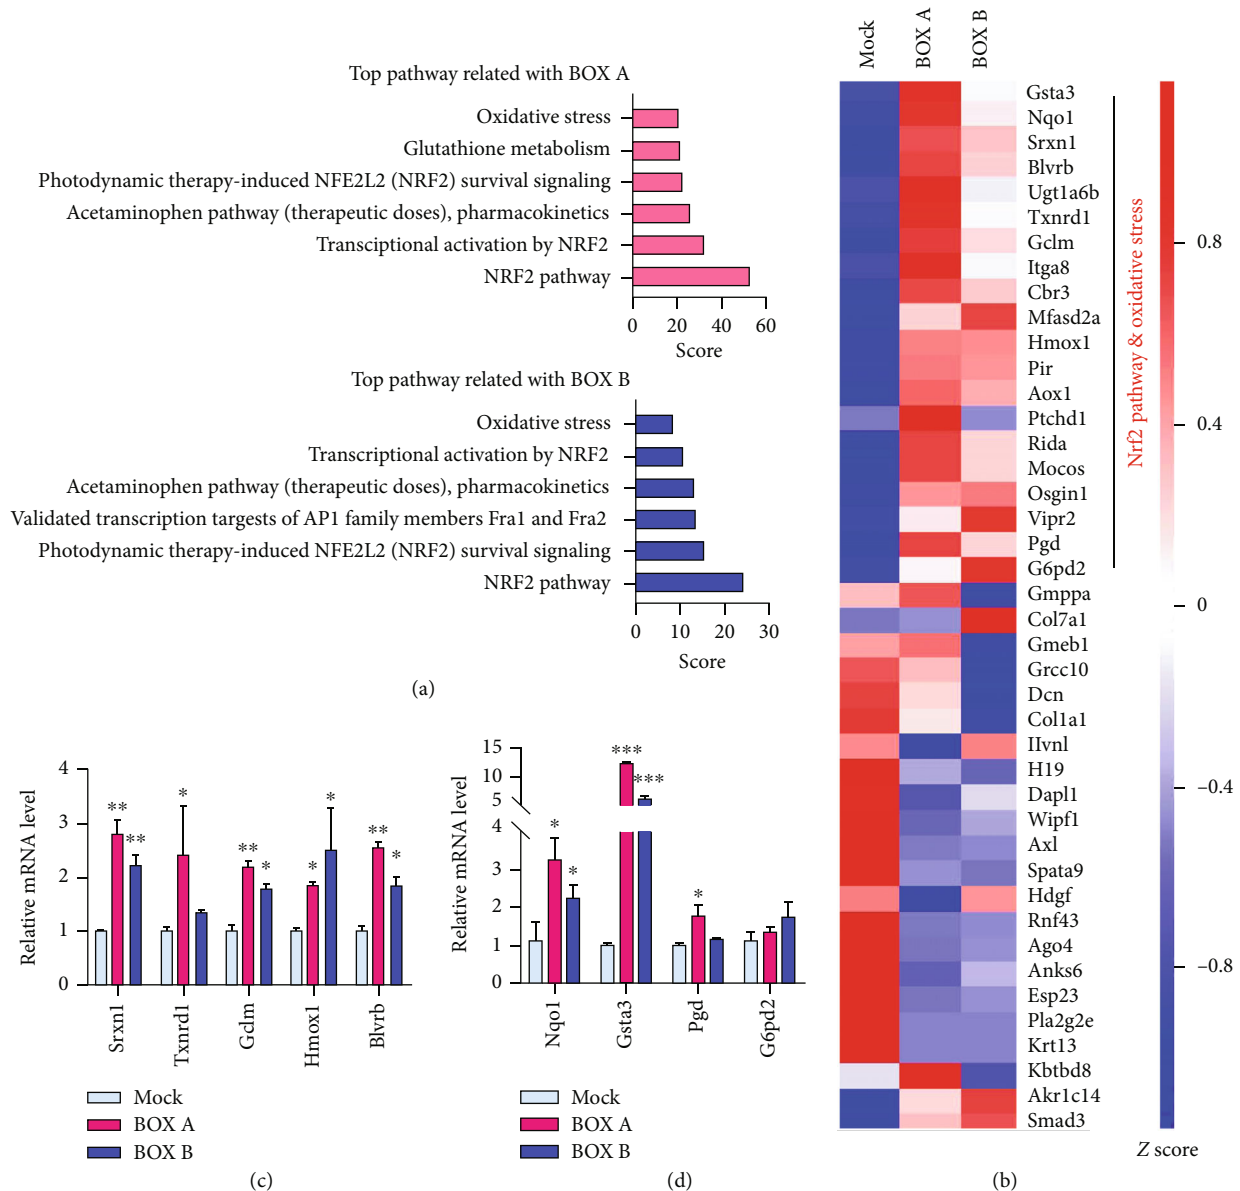 Top pathway related with BOX A
Oxidative stress
Glutathione metabolism
Photodynamic therapy-induced NFE2L2 (NRF2) survival signaling
Acetaminophen pathway (therapeutic doses), pharmacokinetics
Transciptional activation by NRF2
NRF2 pathway
0 20 40 60
Score
Top pathway related with BOX B
Oxidative stress
Transcriptional activation by NRF2
Acetaminophen pathway (therapeutic doses), pharmacokinetics
Validated transcription targests of AP1 family members Fra1 and Fra2
Photodynamic therapy-induced NFE2L2 (NRF2) survival signaling
NRF2 pathway
0 10 20 30
Score
(a)
Mock
BOX A
BOX B
Gsta3
Nqo1
Srxn1
Blvrb
Ugt1a6b
Txnrd1
Gclm
Itga8
Cbr3
Mfasd2a
Hmox1
Pir
Aox1
Ptchd1
Rida
Mocos
Osgin1
Vipr2
Pgd
G6pd2
Gmppa
Col7a1
Gmeb1
Grcc10
Dcn
Col1a1
IIvnl
H19
Dapl1
Wipf1
Axl
Spata9
Hdgf
Rnf43
Ago4
Anks6
Esp23
Pla2g2e
Krt13
Kbtbd8
Akr1c14
Smad3
Nrf2 pathway & oxidative stress
0.8
0.4
0
−0.4
−0.8
Z score
(b)
Relative mRNA level
4
3
2
1
0
** ** * ** * * * ** *
Srxn1
Txnrd1
Gclm
Hmox1
Blvrb
Mock
BOX A
BOX B
(c)
Relative mRNA level
15
10
5
4
3
2
1
0
* * *** *** *
Nqo1
Gsta3
Pgd
G6pd2
Mock
BOX A
BOX B
(d)